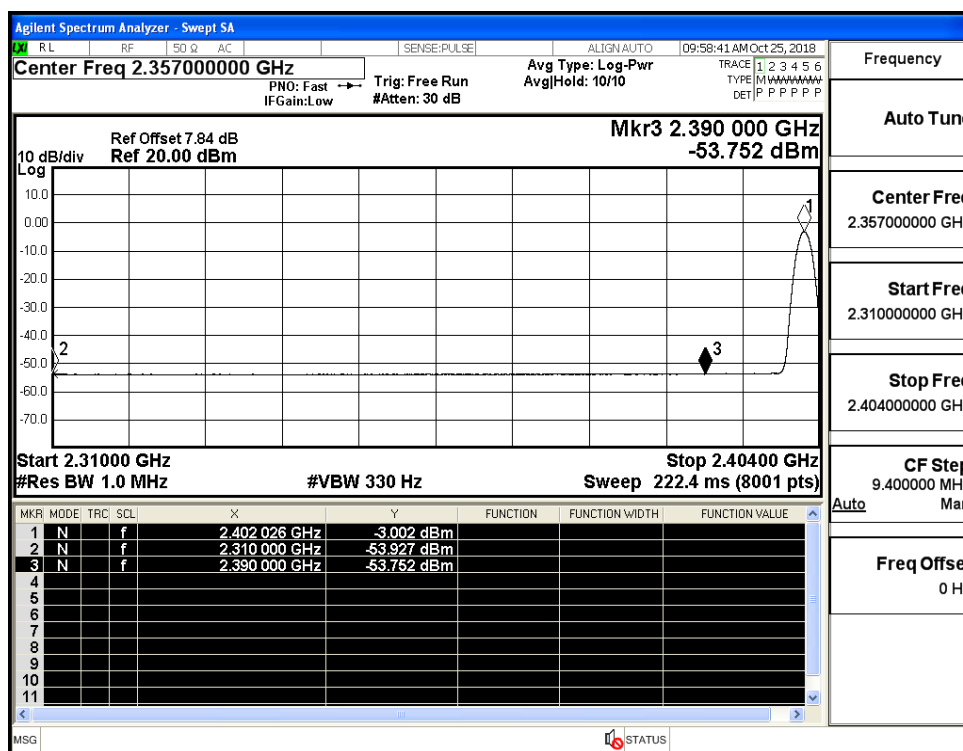 Agilent Spectrum Analyzer - Swept SA
LXI RL RF 50 Ω AC SENSE:PULSE ALIGN AUTO 09:58:41 AM Oct 25, 2018
Center Freq 2.357000000 GHz
PNO: Fast
IFGain:Low
Trig: Free Run
#Atten: 30 dB
Avg Type: Log-Pwr
Avg|Hold: 10/10
TRACE 1 2 3 4 5 6
TYPE M W W W W W
DET P P P P P P
Ref Offset 7.84 dB
10 dB/div Ref 20.00 dBm
Log
Mkr3 2.390 000 GHz
-53.752 dBm
10.0
0.00
-10.0
-20.0
-30.0
-40.0
-50.0
-60.0
-70.0
1
2
3
Start 2.31000 GHz Stop 2.40400 GHz
#Res BW 1.0 MHz #VBW 330 Hz Sweep 222.4 ms (8001 pts)
MKR MODE TRC SCL X Y FUNCTION FUNCTION WIDTH FUNCTION VALUE
1 N f 2.402 026 GHz -3.002 dBm
2 N f 2.310 000 GHz -53.927 dBm
3 N f 2.390 000 GHz -53.752 dBm
4
5
6
7
8
9
10
11
MSG STATUS
Frequency
Auto Tun
Center Fre
2.357000000 GH
Start Fre
2.310000000 GH
Stop Fre
2.404000000 GH
CF Step
9.400000 MH
Auto Ma
Freq Offse
0 H